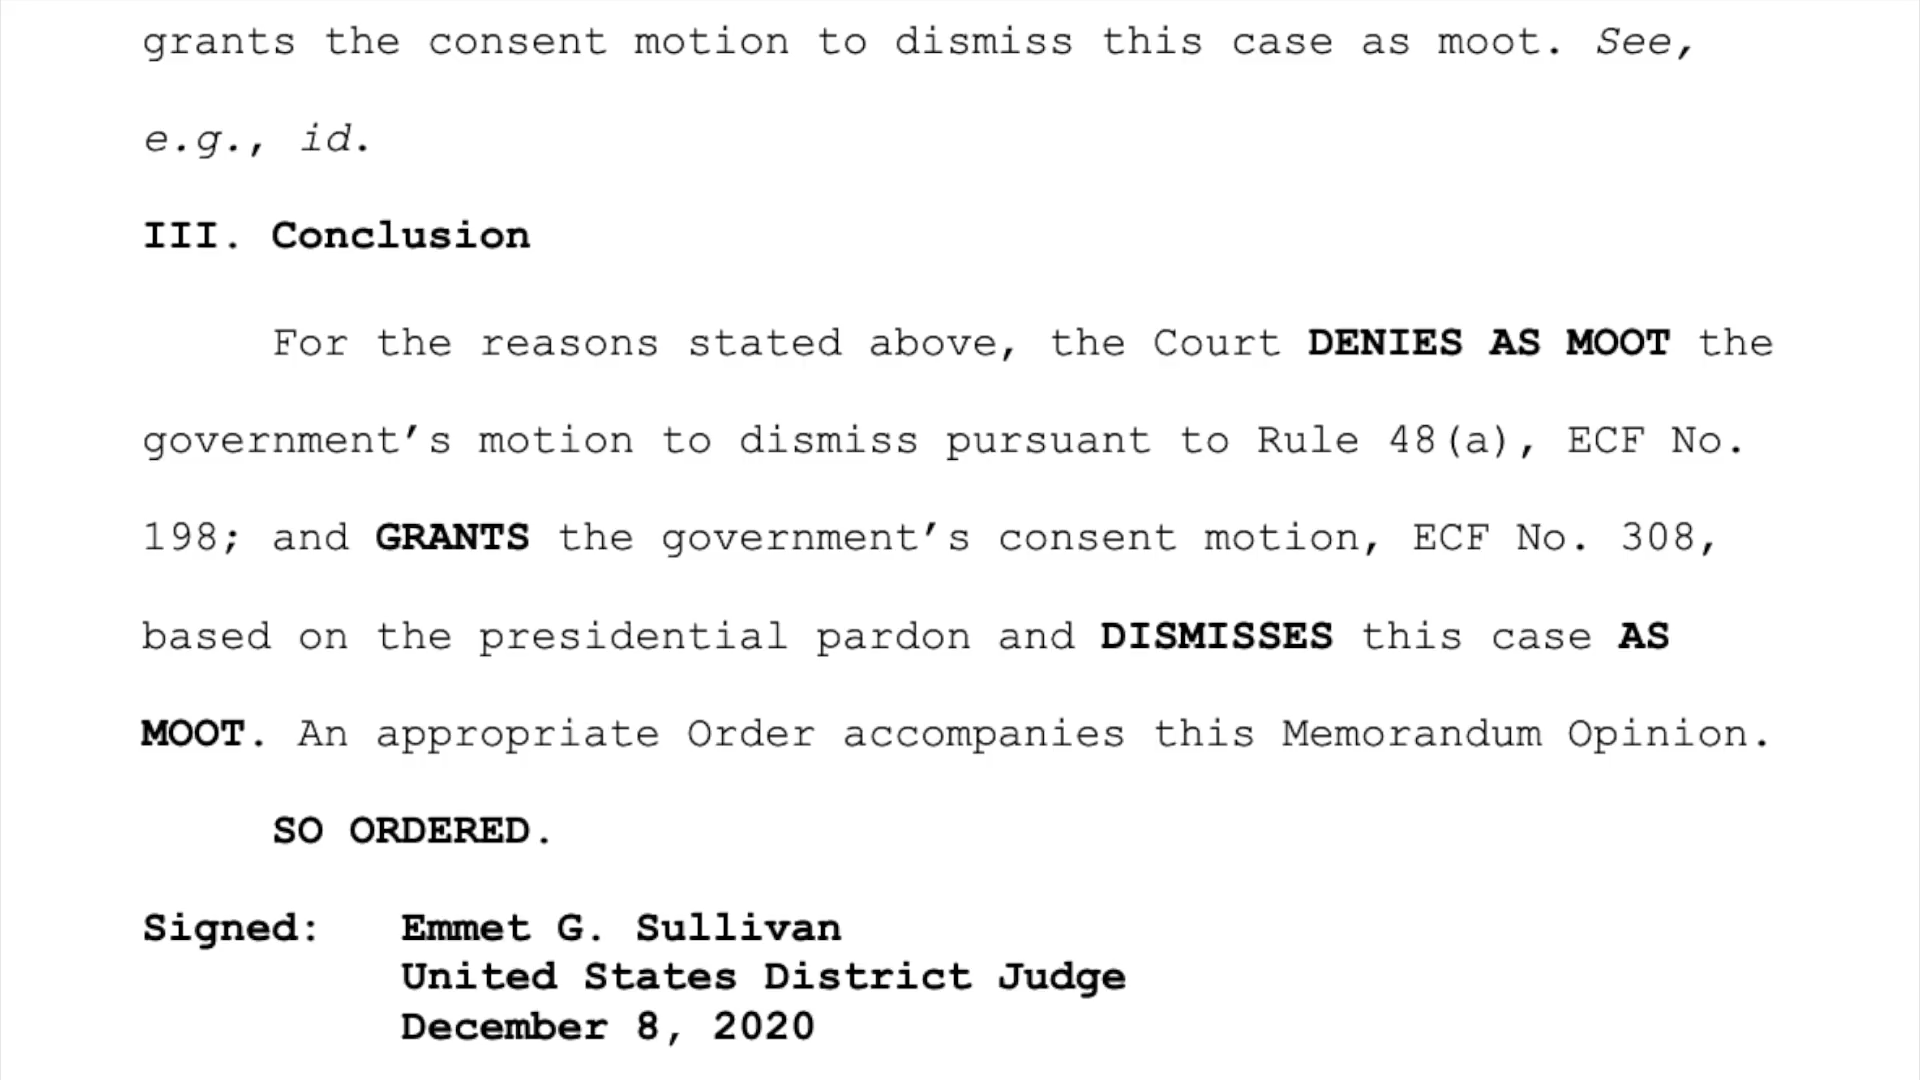 grants the consent motion to dismiss this case as moot. See,
e.g., id.
III. Conclusion
For the reasons stated above, the Court DENIES AS MOOT the
government’s motion to dismiss pursuant to Rule 48(a), ECF No.
198; and GRANTS the government’s consent motion, ECF No. 308,
based on the presidential pardon and DISMISSES this case AS
MOOT. An appropriate Order accompanies this Memorandum Opinion.
SO ORDERED.
Signed: Emmet G. Sullivan
United States District Judge
December 8, 2020